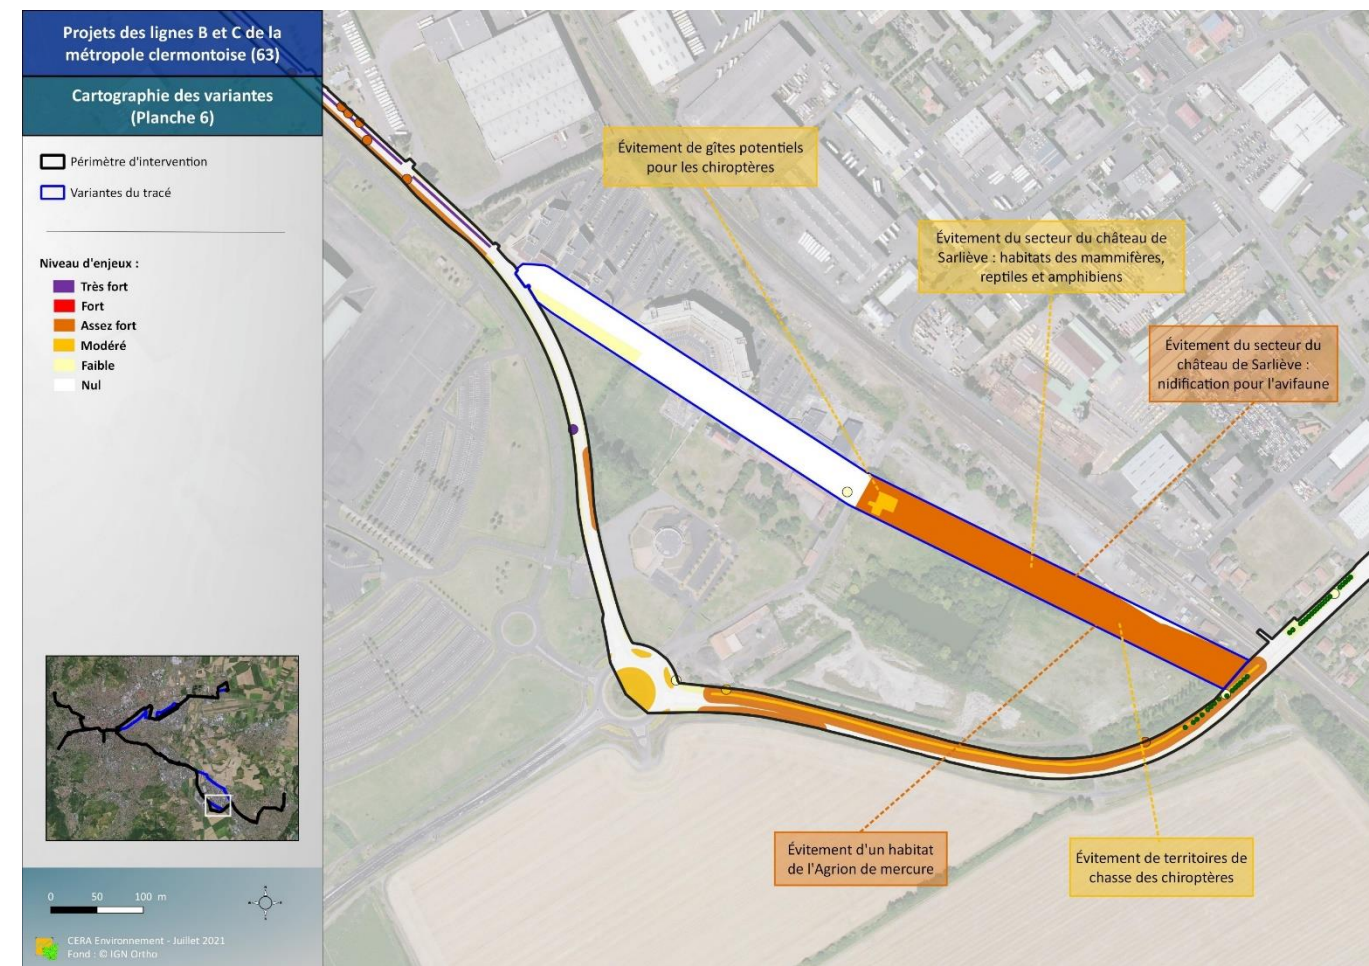 Projets des lignes B et C de la
métropole clermontoise (63)
Cartographie des variantes
(Planche 6)
Périmètre d'intervention
Variantes du tracé
Niveau d'enjeux :
Très fort
Fort
Assez fort
Modéré
Faible
Nul
0 50 100 m
CERA Environnement - Juillet 2021
Fond : © IGN Ortho
Évitement de gîtes potentiels
pour les chiroptères
Évitement du secteur du château de
Sarliève : habitats des mammifères,
reptiles et amphibiens
Évitement du secteur du
château de Sarliève :
nidification pour l'avifaune
Évitement d'un habitat
de l'Agrion de mercure
Évitement de territoires de
chasse des chiroptères